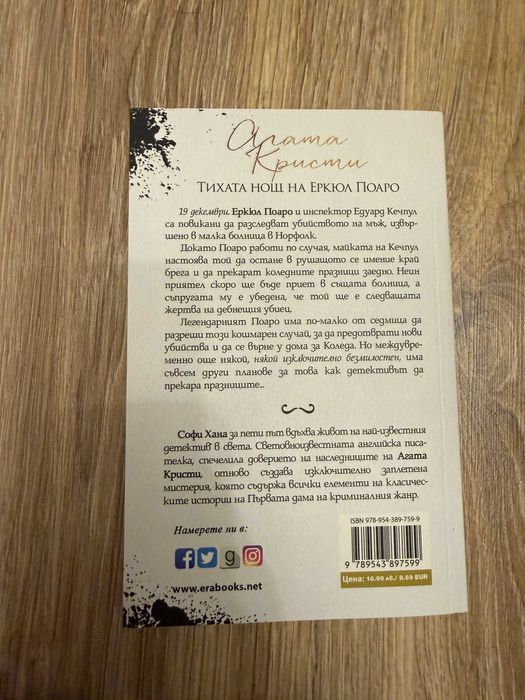 Агата
Кристи
ТИХАТА НОЩ НА ЕРКЮЛ ПОАРО
19 декември. Еркюл Поаро и инспектор Едуард Кечпул
са повикани да разследват убийството на мъж, извър-
шено в малка болница в Норфолк.
Докато Поаро работи по случая, майката на Кечпул
настоява той да остане в рушащото се имение край
брега и да прекарат коледните празници заедно. Неин
приятел скоро ще бъде приет в същата болница, а
съпругата му е убедена, че той ще е следващата
жертва на дебнещия убиец.
Легендарният Поаро има по-малко от седмица да
разреши този кошмарен случай, за да предотврати нови
убийства и да се върне у дома за Коледа. Но междувре-
менно още някой, някой изключително безмилостен, има
съвсем други планове за това как детективът да
прекара празниците...
Софи Хана за пети път вдъхва живот на най-известния
детектив в света. Световноизвестната английска писа-
телка, спечелила доверието на наследниците на Агата
Кристи, отново създава изключително заплетена
мистерия, която съдържа всички елементи на класичес-
ките истории на Първата дама на криминалния жанр.
Намерете ни в:
f g
www.erabooks.net
ISBN 978-954-389-759-9
9 789543 897599
Цена: 16.99 лв./ 8.69 EUR